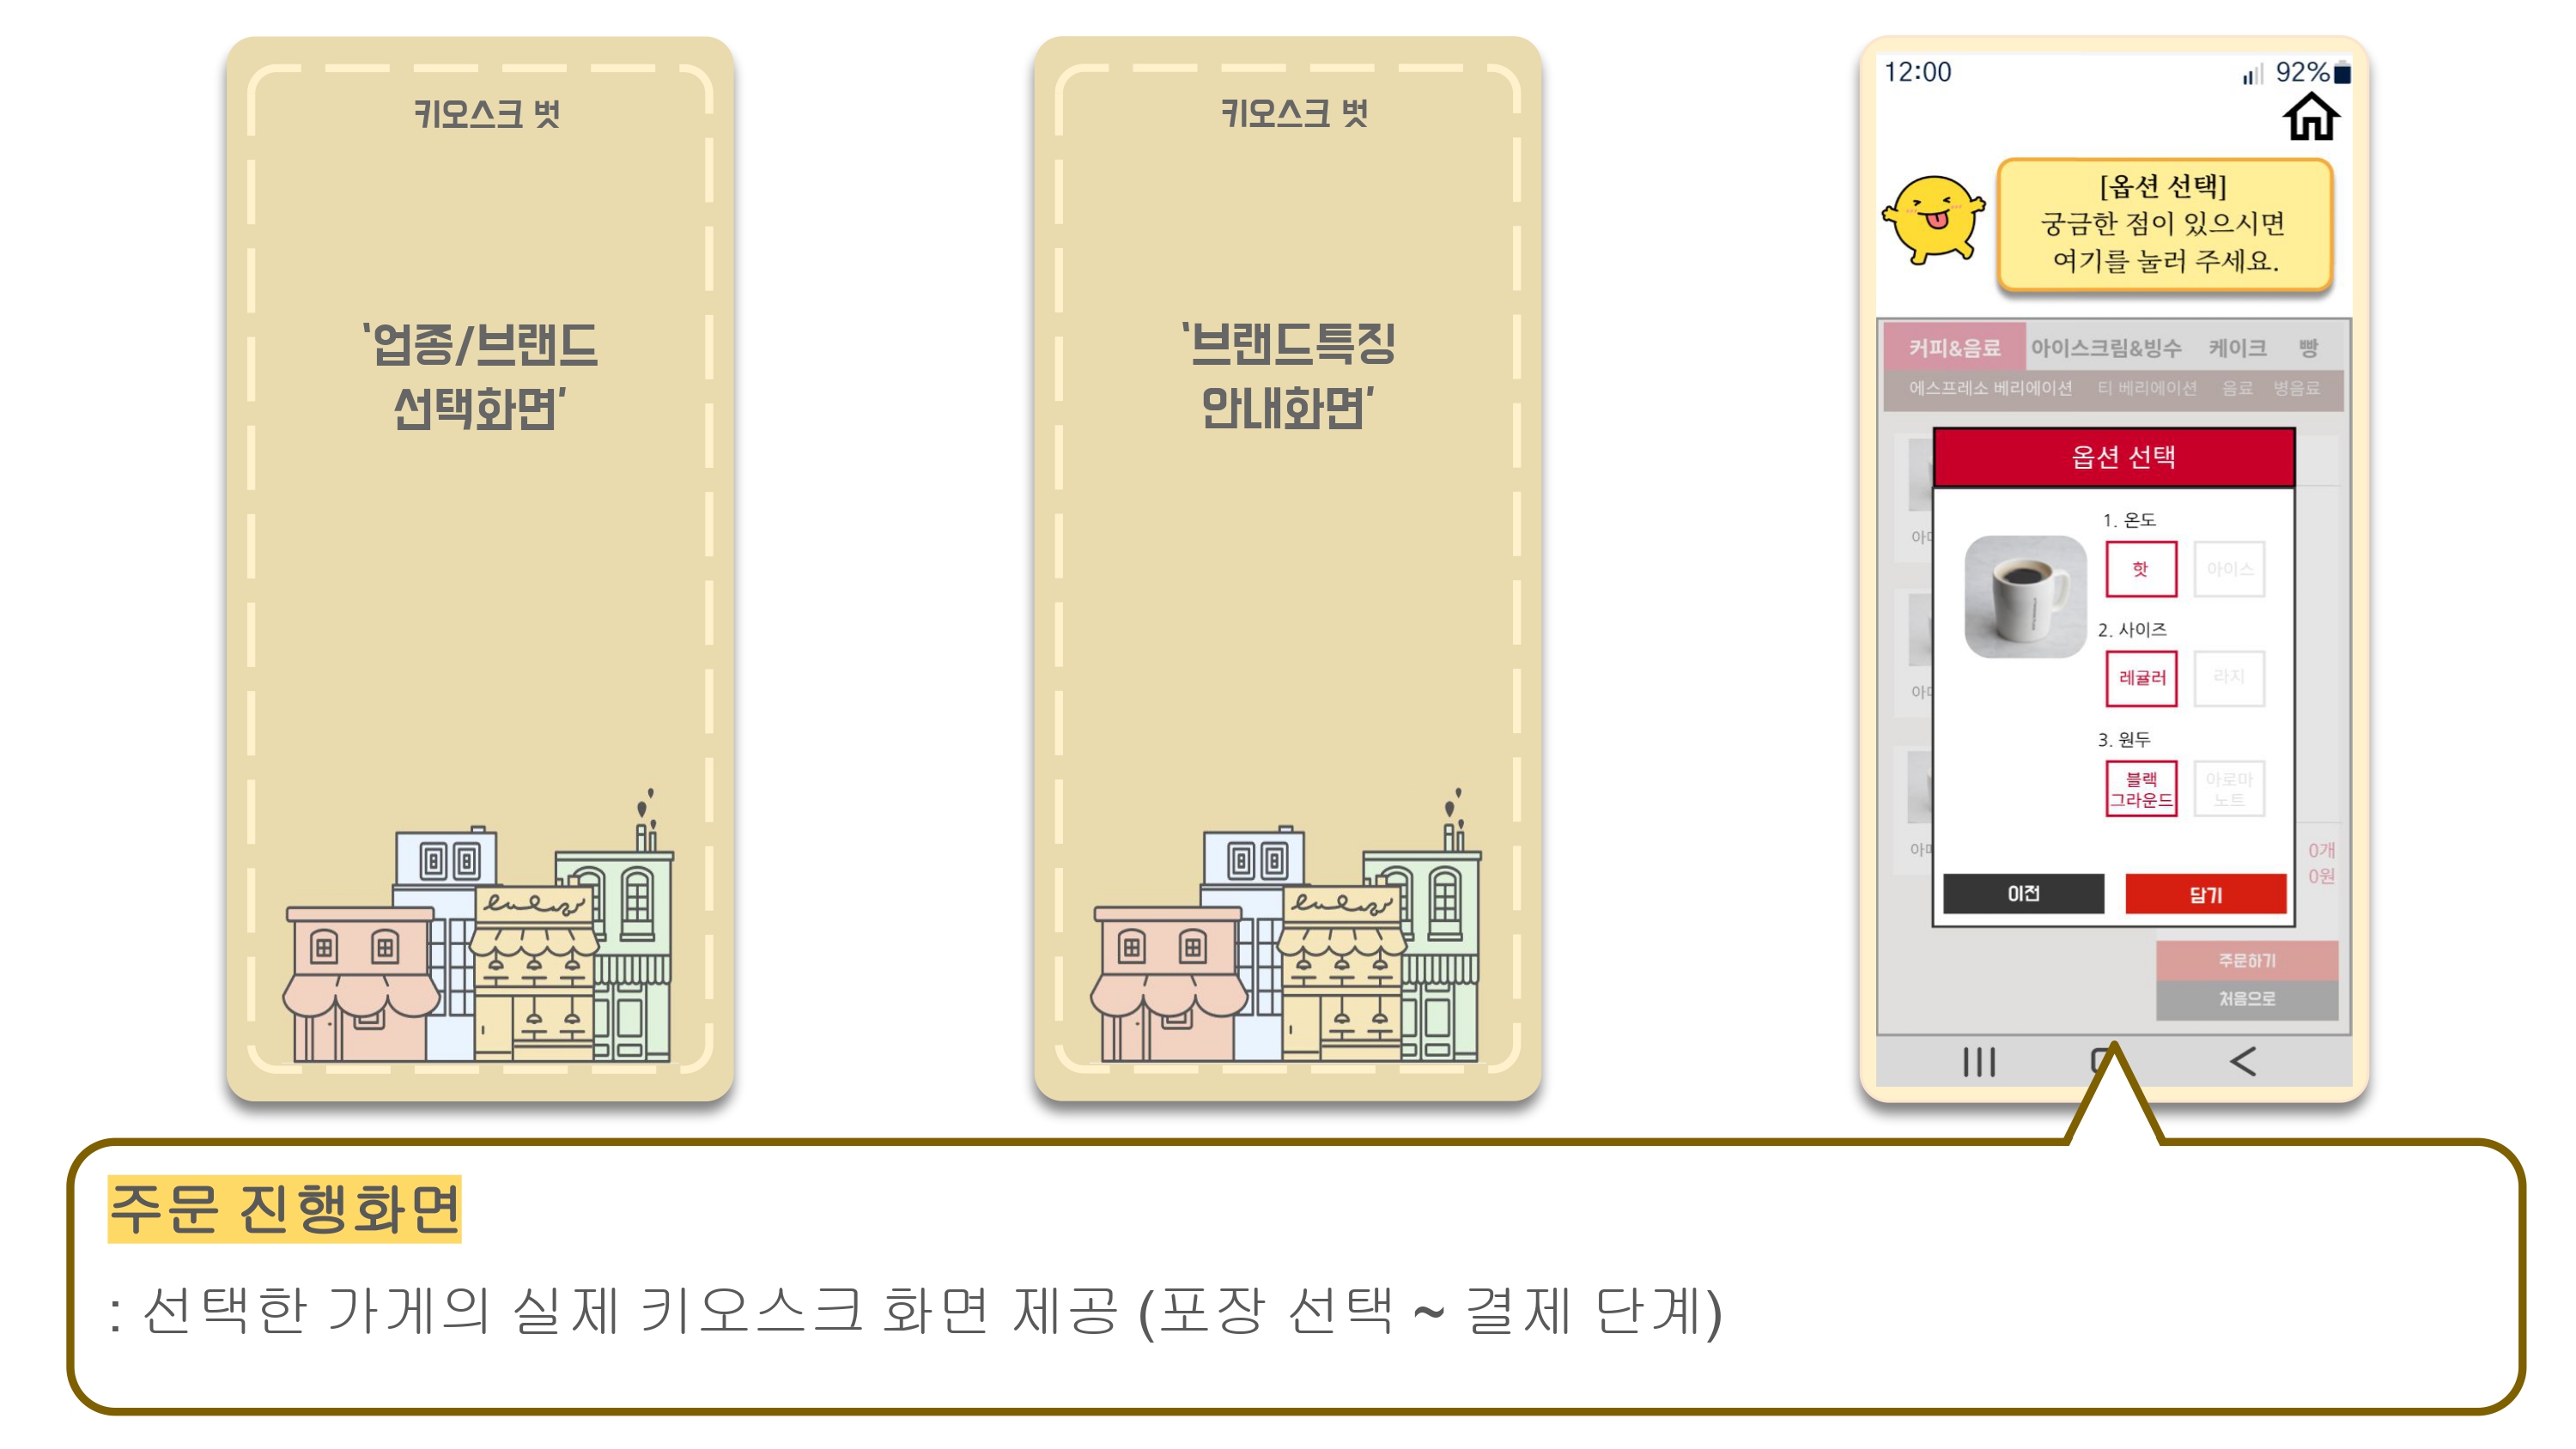 키오스크 벗
'업종/브랜드
선택화면'
키오스크 벗
'브랜드특징
안내화면'
12:00
92%
[옵션 선택]
궁금한 점이 있으시면
여기를 눌러 주세요.
커피&음료 아이스크림&빙수 케이크 빵
에스프레소 베리에이션 티 베리에이션 음료 병음료
옵션 선택
1. 온도
핫 아이스
2. 사이즈
레귤러 라지
3. 원두
블랙
그라운드
아로마
노트
0개
0원
이전 담기
주문하기
처음으로
주문 진행화면
: 선택한 가게의 실제 키오스크 화면 제공 (포장 선택 ~ 결제 단계)